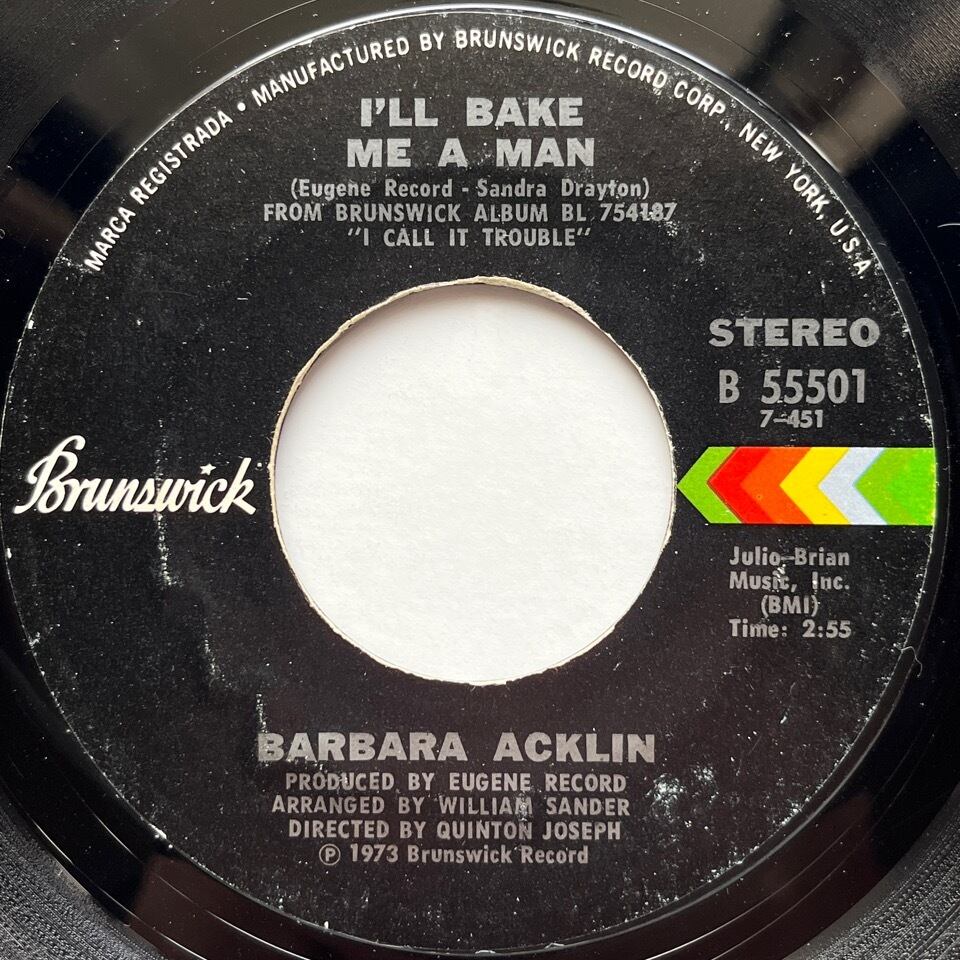 MARCA REGISTRADA • MANUFACTURED BY BRUNSWICK RECORD CORP., NEW YORK, U.S.A
I'LL BAKE
ME A MAN
(Eugene Record - Sandra Drayton)
FROM BRUNSWICK ALBUM BL 754187
"I CALL IT TROUBLE"
STEREO
B 55501
7-451
Brunswick
Julio-Brian
Music, Inc.
(BMI)
Time: 2:55
BARBARA ACKLIN
PRODUCED BY EUGENE RECORD
ARRANGED BY WILLIAM SANDER
DIRECTED BY QUINTON JOSEPH
℗ 1973 Brunswick Record